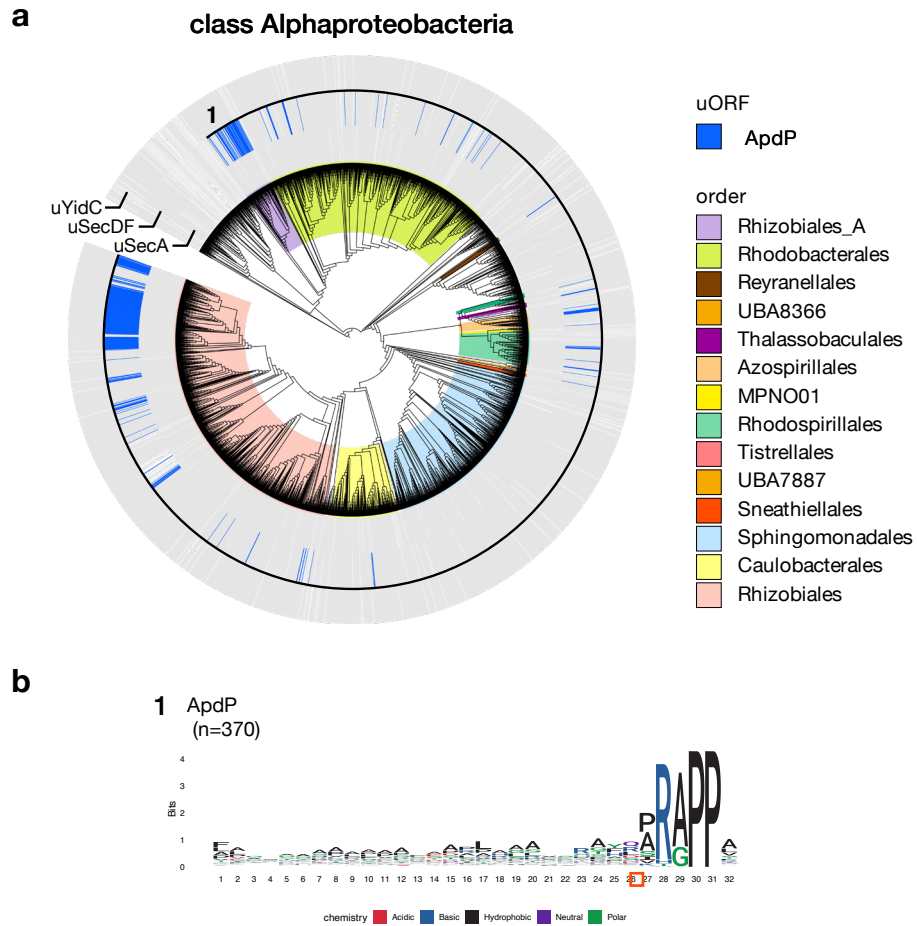 a
class Alphaproteobacteria
1
uYidC
uSecDF
uSecA
uORF
ApdP
order
Rhizobiales_A
Rhodobacterales
Reyranellales
UBA8366
Thalassobaculales
Azospirillales
MPNO01
Rhodospirillales
Tistrellales
UBA7887
Sneathiellales
Sphingomonadales
Caulobacterales
Rhizobiales
b
1 ApdP
(n=370)
Bits
4
3
2
1
0
P
A
R
A
G
P
P
1 2 3 4 5 6 7 8 9 10 11 12 13 14 15 16 17 18 19 20 21 22 23 24 25 26 27 28 29 30 31 32
chemistry Acidic Basic Hydrophobic Neutral Polar